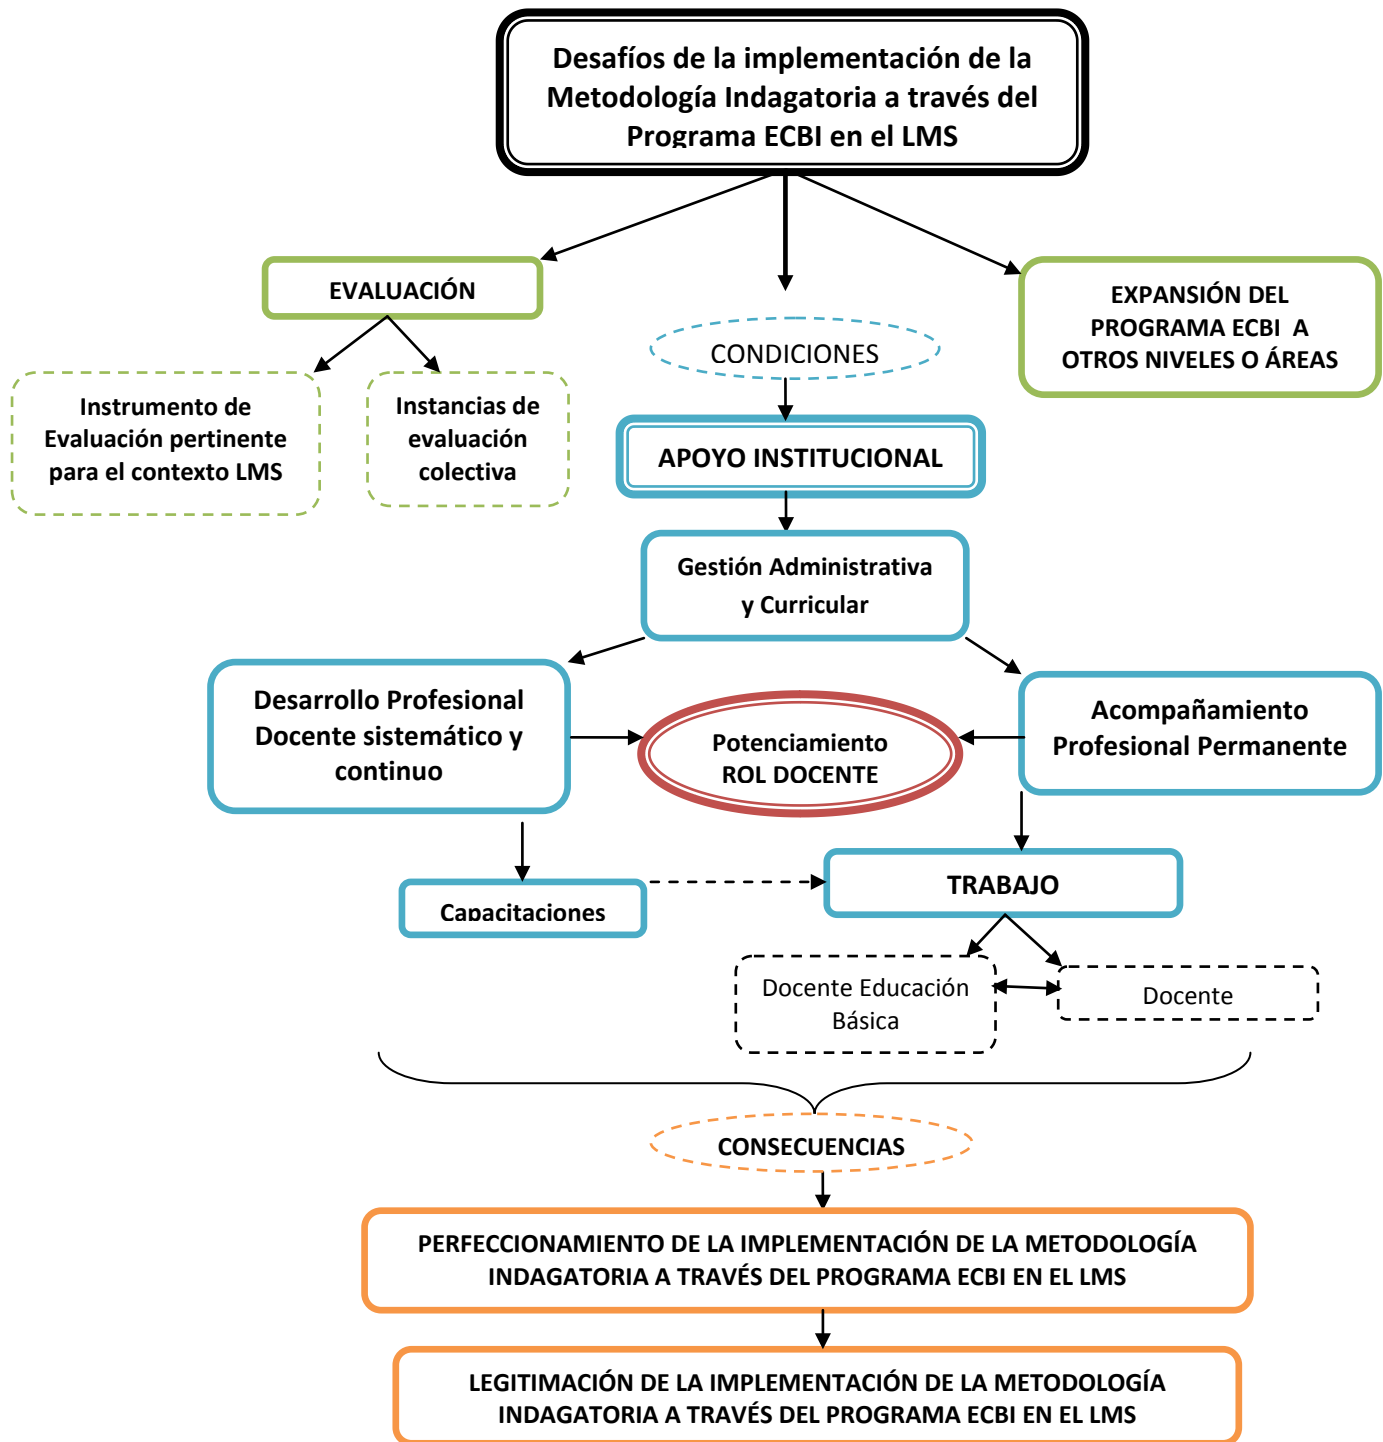 Desafíos de la implementación de la
Metodología Indagatoria a través del
Programa ECBI en el LMS
EVALUACIÓN
EXPANSIÓN DEL
PROGRAMA ECBI A
OTROS NIVELES O ÁREAS
CONDICIONES
Instrumento de
Evaluación pertinente
para el contexto LMS
Instancias de
evaluación
colectiva
APOYO INSTITUCIONAL
Gestión Administrativa
y Curricular
Desarrollo Profesional
Docente sistemático y
continuo
Potenciamiento
ROL DOCENTE
Acompañamiento
Profesional Permanente
Capacitaciones
TRABAJO
Docente Educación
Básica
Docente
CONSECUENCIAS
PERFECCIONAMIENTO DE LA IMPLEMENTACIÓN DE LA METODOLOGÍA
INDAGATORIA A TRAVÉS DEL PROGRAMA ECBI EN EL LMS
LEGITIMACIÓN DE LA IMPLEMENTACIÓN DE LA METODOLOGÍA
INDAGATORIA A TRAVÉS DEL PROGRAMA ECBI EN EL LMS